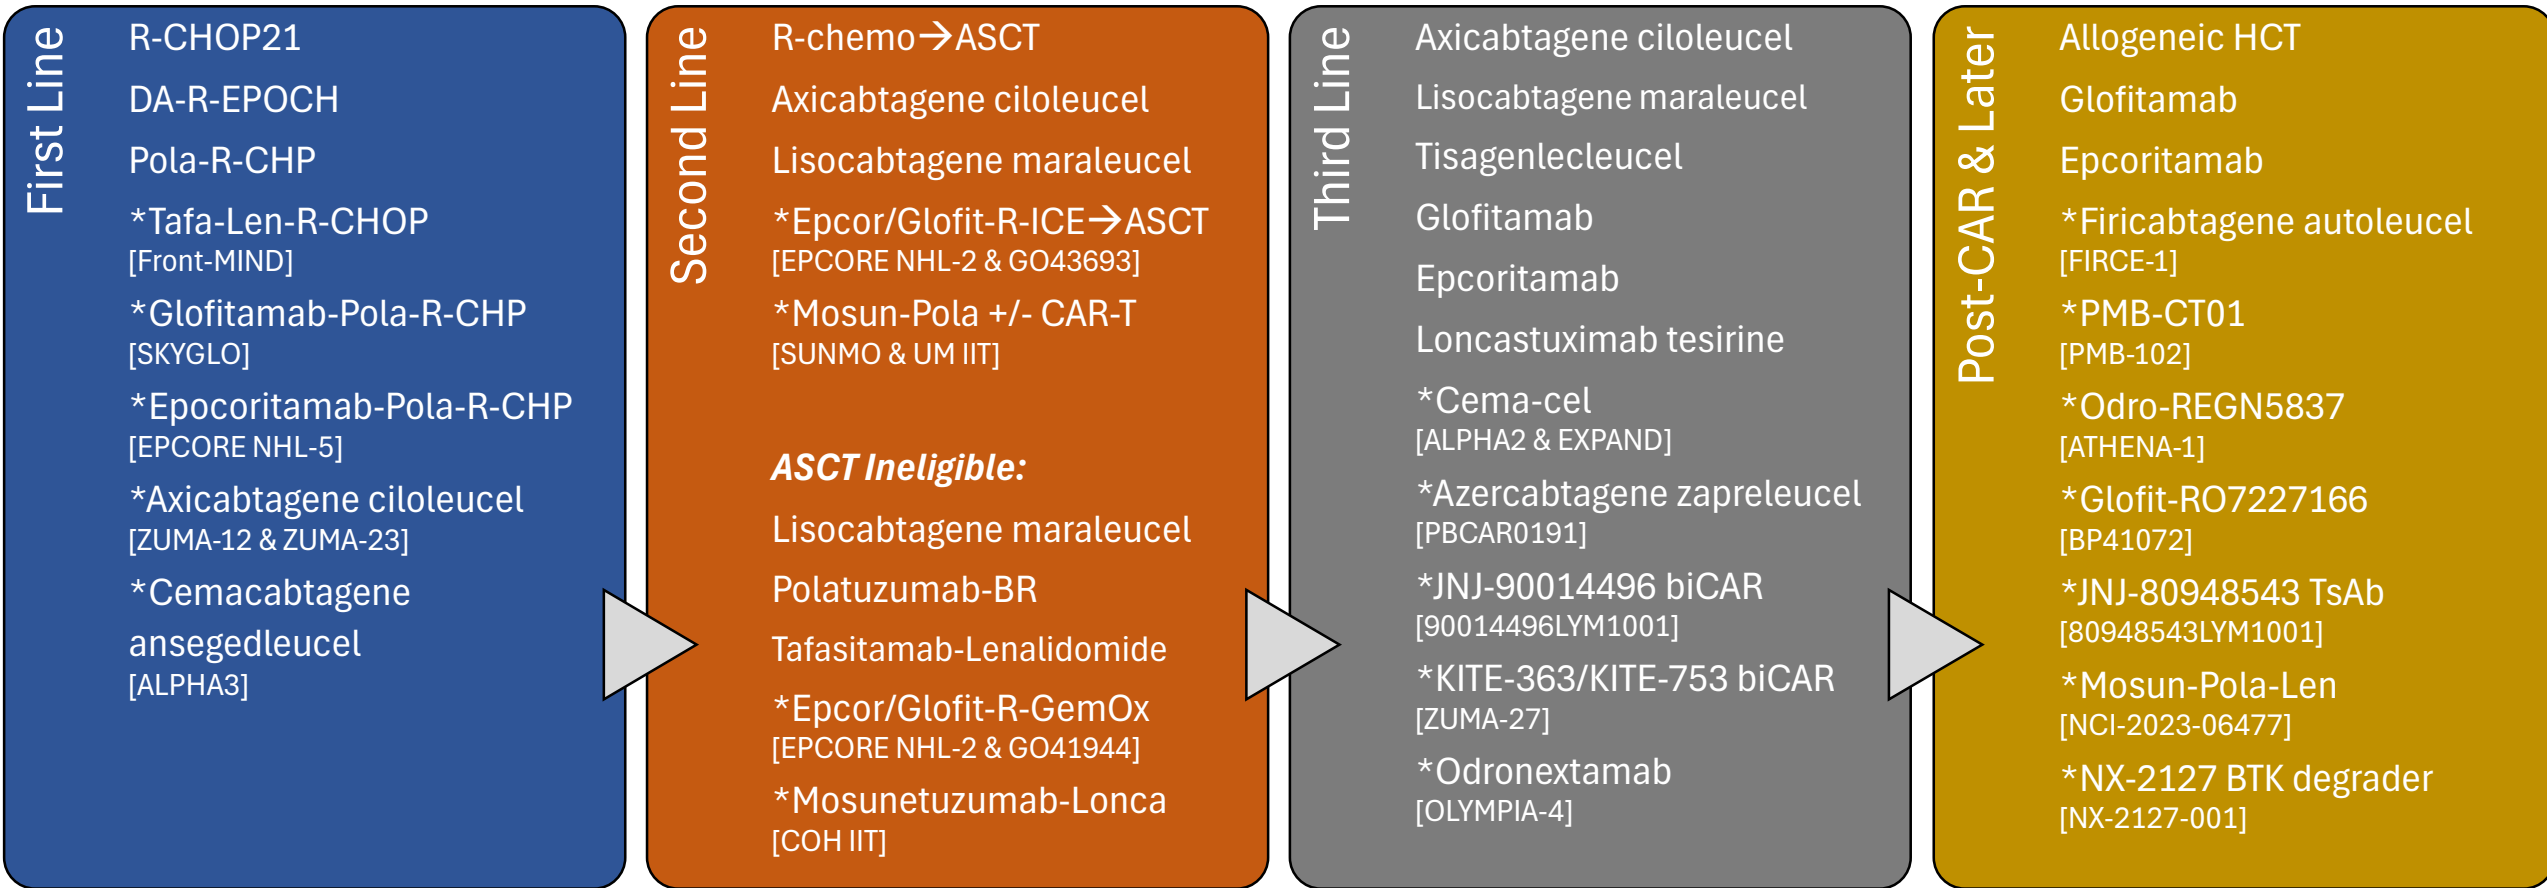 First Line
R-CHOP21
DA-R-EPOCH
Pola-R-CHP
*Tafa-Len-R-CHOP
[Front-MIND]
*Glofitamab-Pola-R-CHP
[SKYGLO]
*Epocoritamab-Pola-R-CHP
[EPCORE NHL-5]
*Axicabtagene ciloleucel
[ZUMA-12 & ZUMA-23]
*Cemacabtagene
ansegedleucel
[ALPHA3]
Second Line
R-chemo→ASCT
Axicabtagene ciloleucel
Lisocabtagene maraleucel
*Epcor/Glofit-R-ICE→ASCT
[EPCORE NHL-2 & GO43693]
*Mosun-Pola +/- CAR-T
[SUNMO & UM IIT]
ASCT Ineligible:
Lisocabtagene maraleucel
Polatuzumab-BR
Tafasitamab-Lenalidomide
*Epcor/Glofit-R-GemOx
[EPCORE NHL-2 & GO41944]
*Mosunetuzumab-Lonca
[COH IIT]
Third Line
Axicabtagene ciloleucel
Lisocabtagene maraleucel
Tisagenlecleucel
Glofitamab
Epcoritamab
Loncastuximab tesirine
*Cema-cel
[ALPHA2 & EXPAND]
*Azercabtagene zapreleucel
[PBCAR0191]
*JNJ-90014496 biCAR
[90014496LYM1001]
*KITE-363/KITE-753 biCAR
[ZUMA-27]
*Odronextamab
[OLYMPIA-4]
Post-CAR & Later
Allogeneic HCT
Glofitamab
Epcoritamab
*Firicabtagene autoleucel
[FIRCE-1]
*PMB-CT01
[PMB-102]
*Odro-REGN5837
[ATHENA-1]
*Glofit-RO7227166
[BP41072]
*JNJ-80948543 TsAb
[80948543LYM1001]
*Mosun-Pola-Len
[NCI-2023-06477]
*NX-2127 BTK degrader
[NX-2127-001]